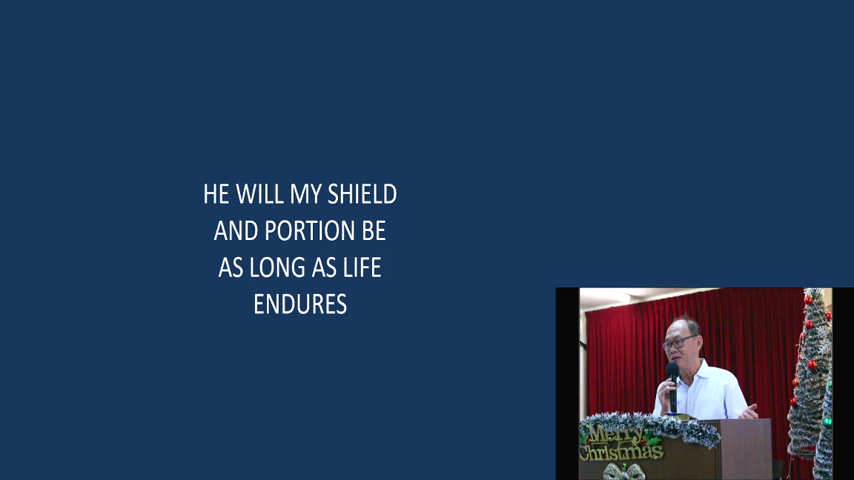 HE WILL MY SHIELD
AND PORTION BE
AS LONG AS LIFE
ENDURES
Merry
Christmas